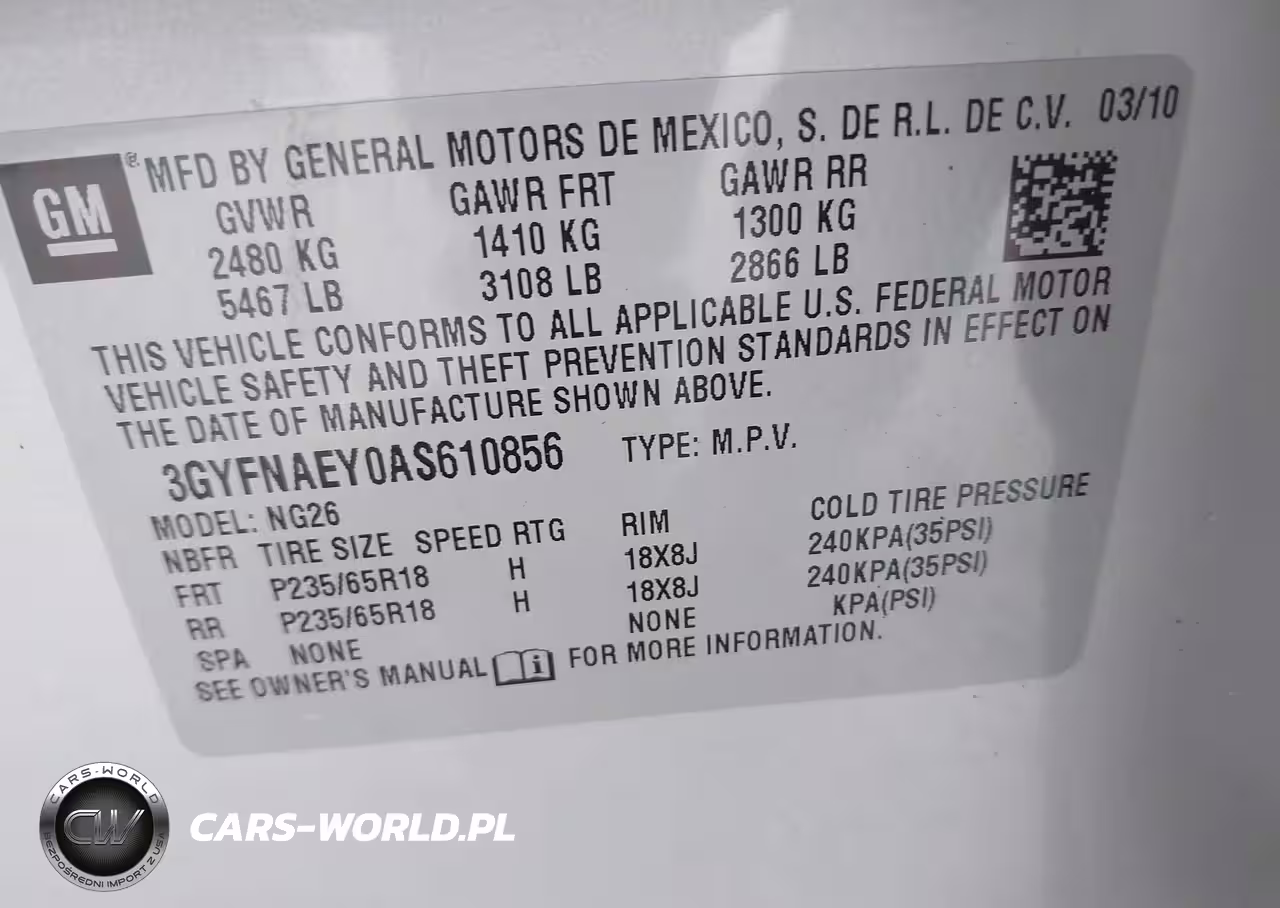 GM
®
MFD BY GENERAL MOTORS DE MEXICO, S. DE R.L. DE C.V. 03/10
GVWR GAWR FRT GAWR RR
2480 KG 1410 KG 1300 KG
5467 LB 3108 LB 2866 LB
THIS VEHICLE CONFORMS TO ALL APPLICABLE U.S. FEDERAL MOTOR
VEHICLE SAFETY AND THEFT PREVENTION STANDARDS IN EFFECT ON
THE DATE OF MANUFACTURE SHOWN ABOVE.
3GYFNAEY0AS610856 TYPE: M.P.V.
MODEL: NG26
NBFR TIRE SIZE SPEED RTG RIM COLD TIRE PRESSURE
FRT P235/65R18 H 18X8J 240KPA(35PSI)
RR P235/65R18 H 18X8J 240KPA(35PSI)
SPA NONE NONE KPA(PSI)
SEE OWNER'S MANUAL i FOR MORE INFORMATION.
CARS-WORLD
CW
BEZPOŚREDNI IMPORT Z USA
CARS-WORLD.PL